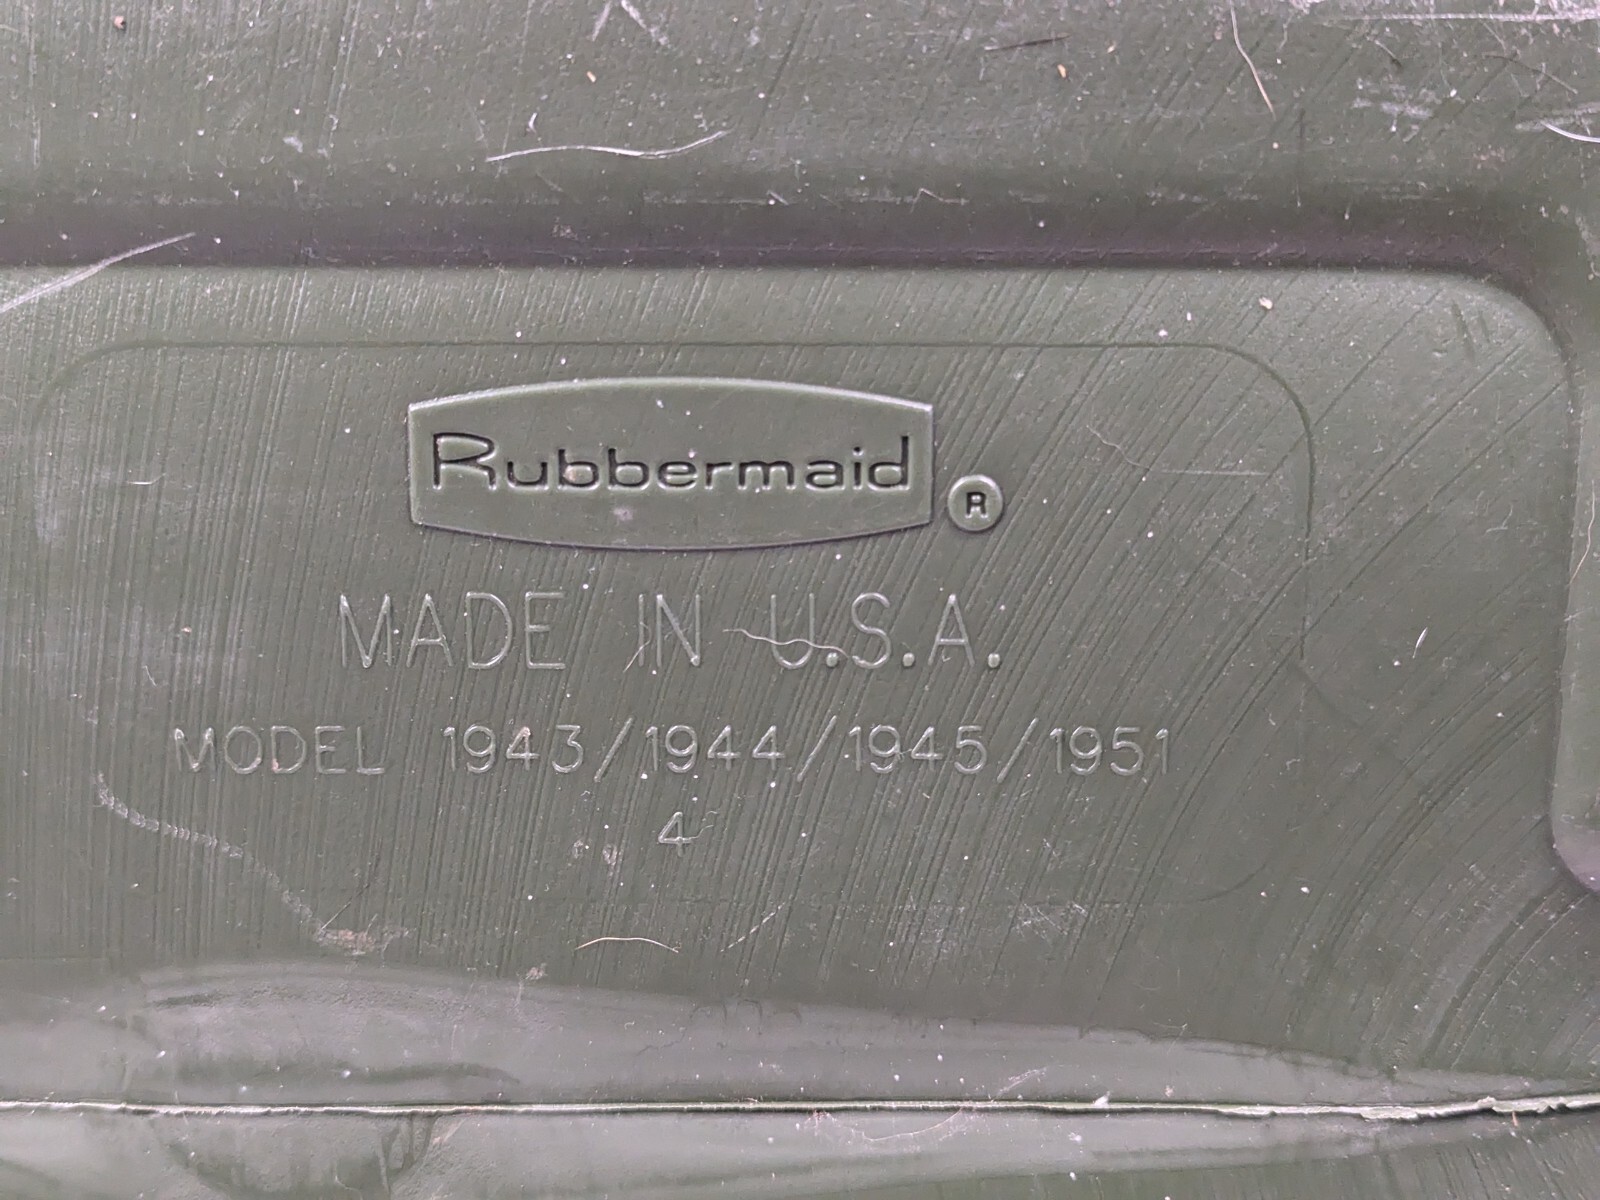 Rubbermaid ®
MADE IN U.S.A.
MODEL 1943/1944/1945/1951
4